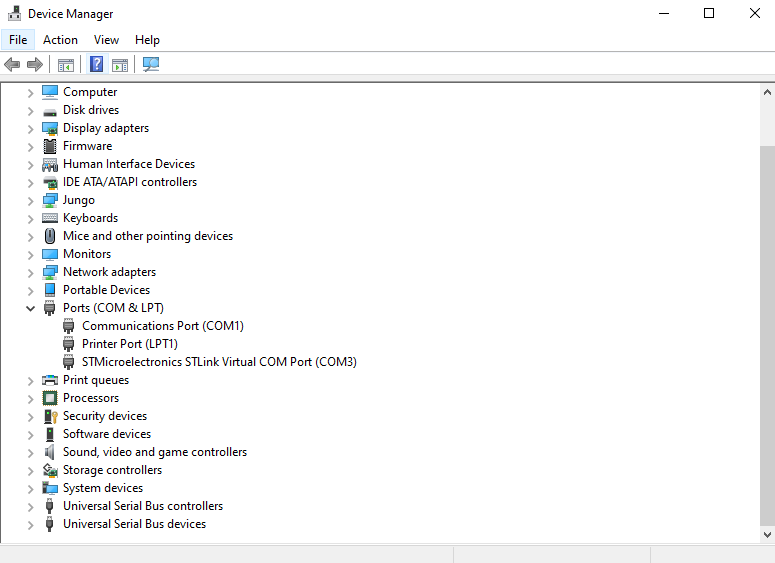 Device Manager
File Action View Help
Computer
Disk drives
Display adapters
Firmware
Human Interface Devices
IDE ATA/ATAPI controllers
Jungo
Keyboards
Mice and other pointing devices
Monitors
Network adapters
Portable Devices
Ports (COM & LPT)
Communications Port (COM1)
Printer Port (LPT1)
STMicroelectronics STLink Virtual COM Port (COM3)
Print queues
Processors
Security devices
Software devices
Sound, video and game controllers
Storage controllers
System devices
Universal Serial Bus controllers
Universal Serial Bus devices